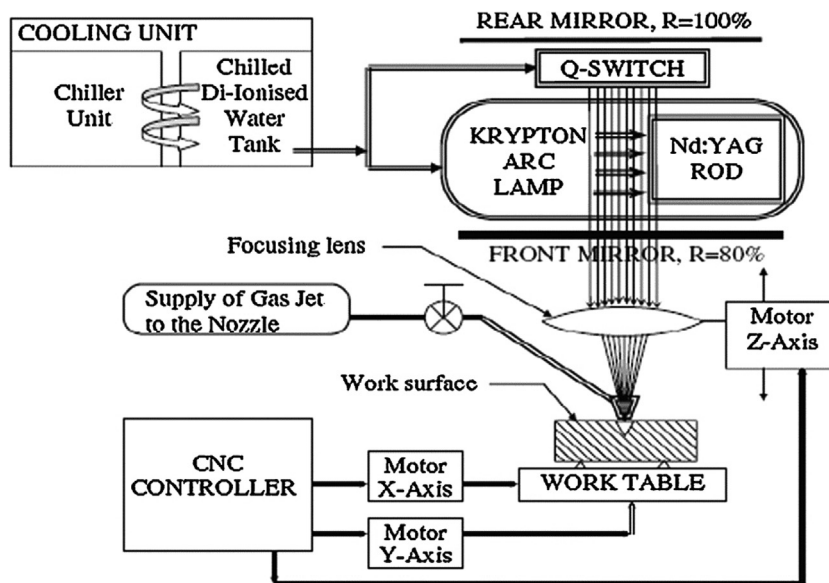 COOLING UNIT
Chiller
Unit
Chilled
Di-Ionised
Water
Tank
REAR MIRROR, R=100%
Q-SWITCH
KRYPTON
ARC
LAMP
Nd:YAG
ROD
FRONT MIRROR, R=80%
Focusing lens
Supply of Gas Jet
to the Nozzle
Motor
Z-Axis
Work surface
CNC
CONTROLLER
Motor
X-Axis
WORK TABLE
Motor
Y-Axis